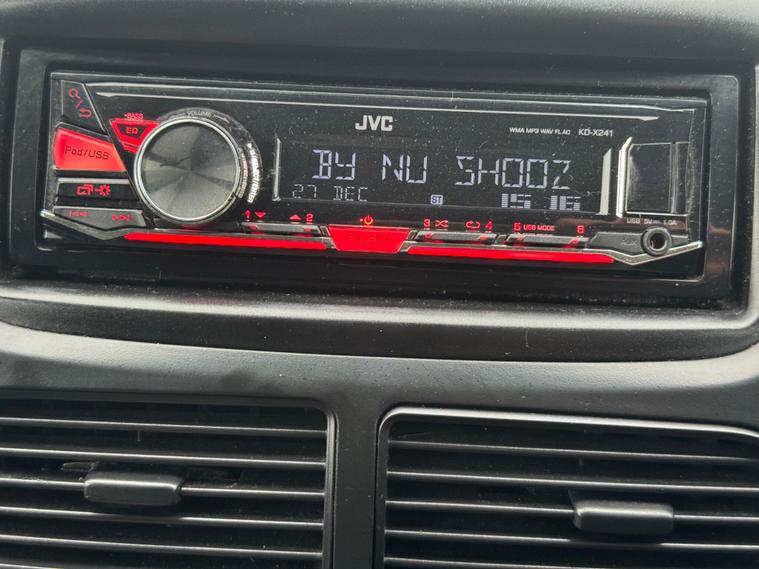 VOLUME
JVC
WMA MP3 WAV FLAC KD-X241
EQ
iPod/USB
BY NU SHOOZ
27 DEC
ST
15 16
USB 5V 1.0A
1 2 3 4 5 USB MODE 6
AUX